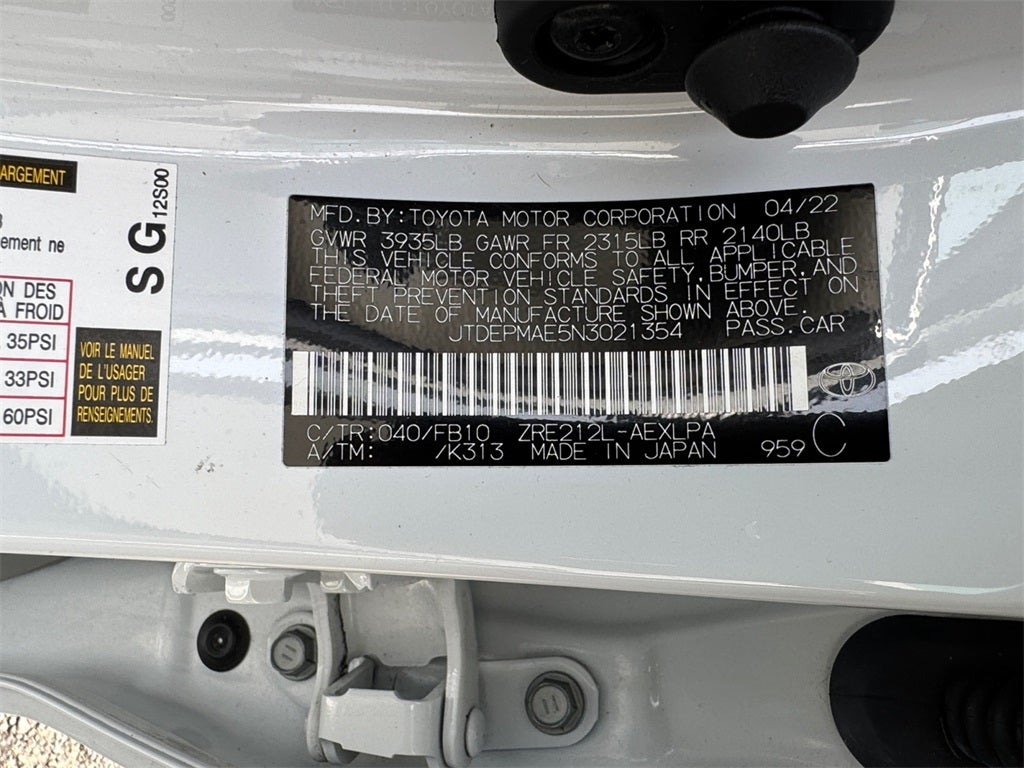 ARGEMENT
ement ne
ON DES
À FROID
35PSI
33PSI
60PSI
SG12S00
VOIR LE MANUEL
DE L'USAGER
POUR PLUS DE
RENSEIGNEMENTS.
MFD.BY:TOYOTA MOTOR CORPORATION 04/22
GVWR 3935LB GAWR FR 2315LB RR 2140LB
THIS VEHICLE CONFORMS TO ALL APPLICABLE
FEDERAL MOTOR VEHICLE SAFETY,BUMPER,AND
THEFT PREVENTION STANDARDS IN EFFECT ON
THE DATE OF MANUFACTURE SHOWN ABOVE.
JTDEPMAE5N3021354 PASS.CAR
C/TR:040/FB10 ZRE212L-AEXLPA
A/TM: /K313 MADE IN JAPAN 959 C